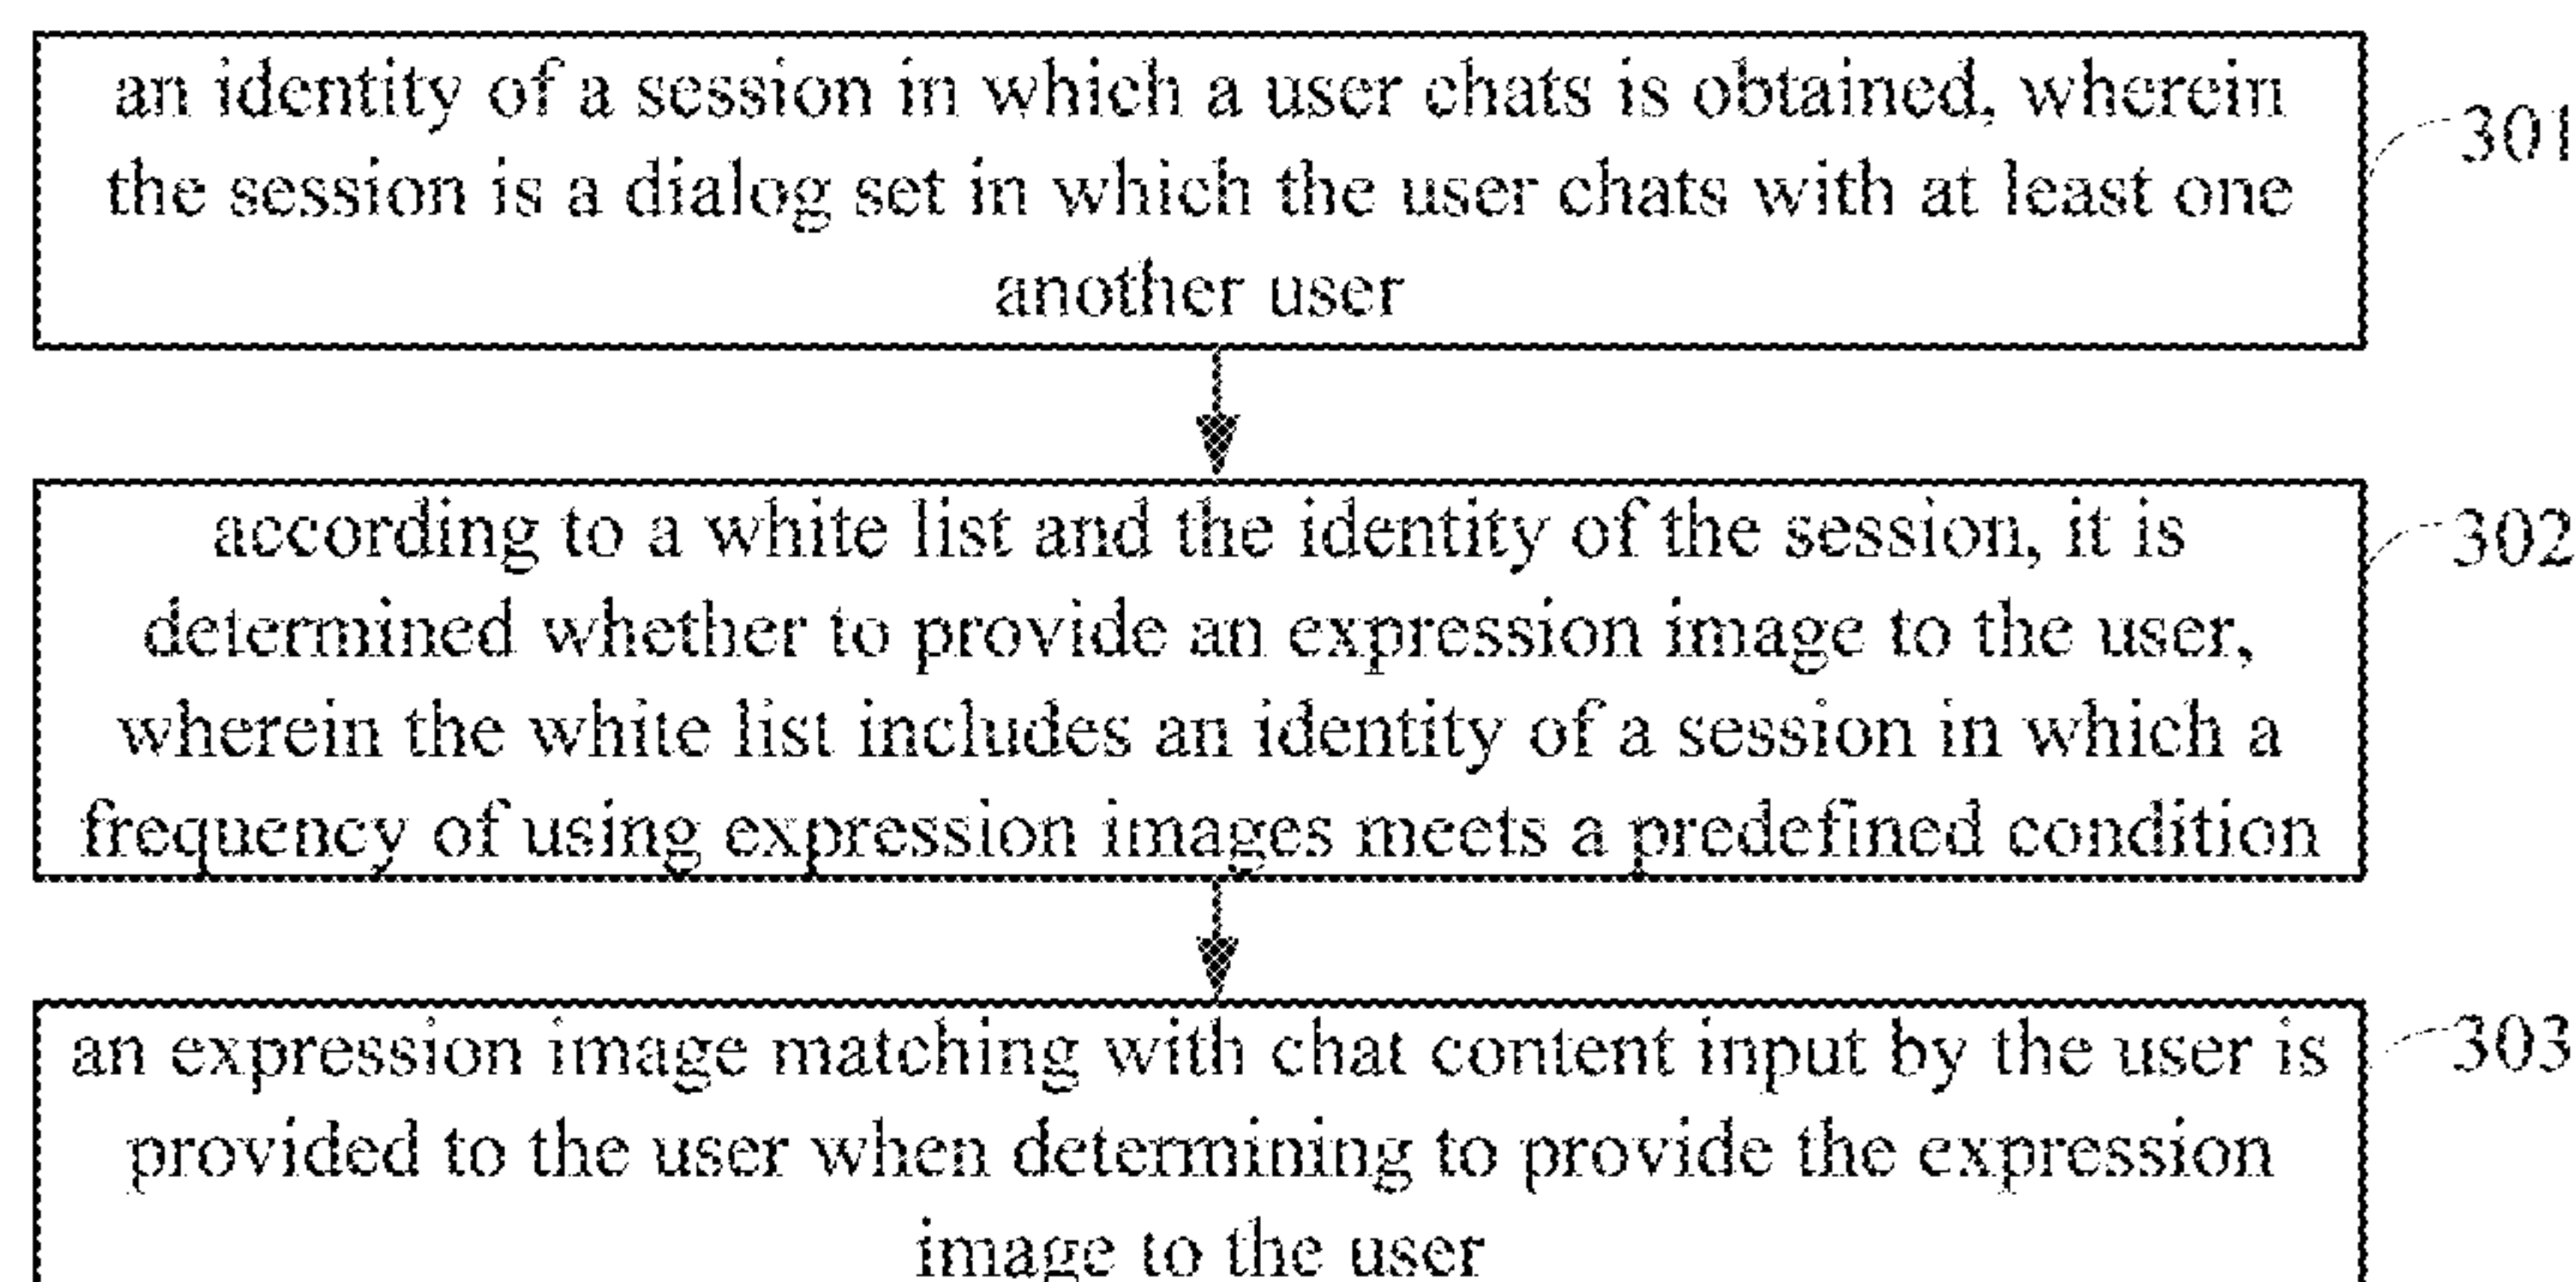 an identity of a session in which a user chats is obtained, wherein
the session is a dialog set in which the user chats with at least one
another user
301
according to a white list and the identity of the session, it is
determined whether to provide an expression image to the user,
wherein the white list includes an identity of a session in which a
frequency of using expression images meets a predefined condition
302
an expression image matching with chat content input by the user is
provided to the user when determining to provide the expression
image to the user
303